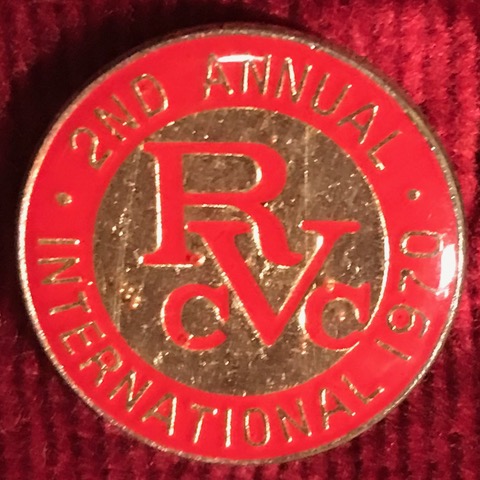 2ND ANNUAL
INTERNATIONAL 1970
RV
CVC